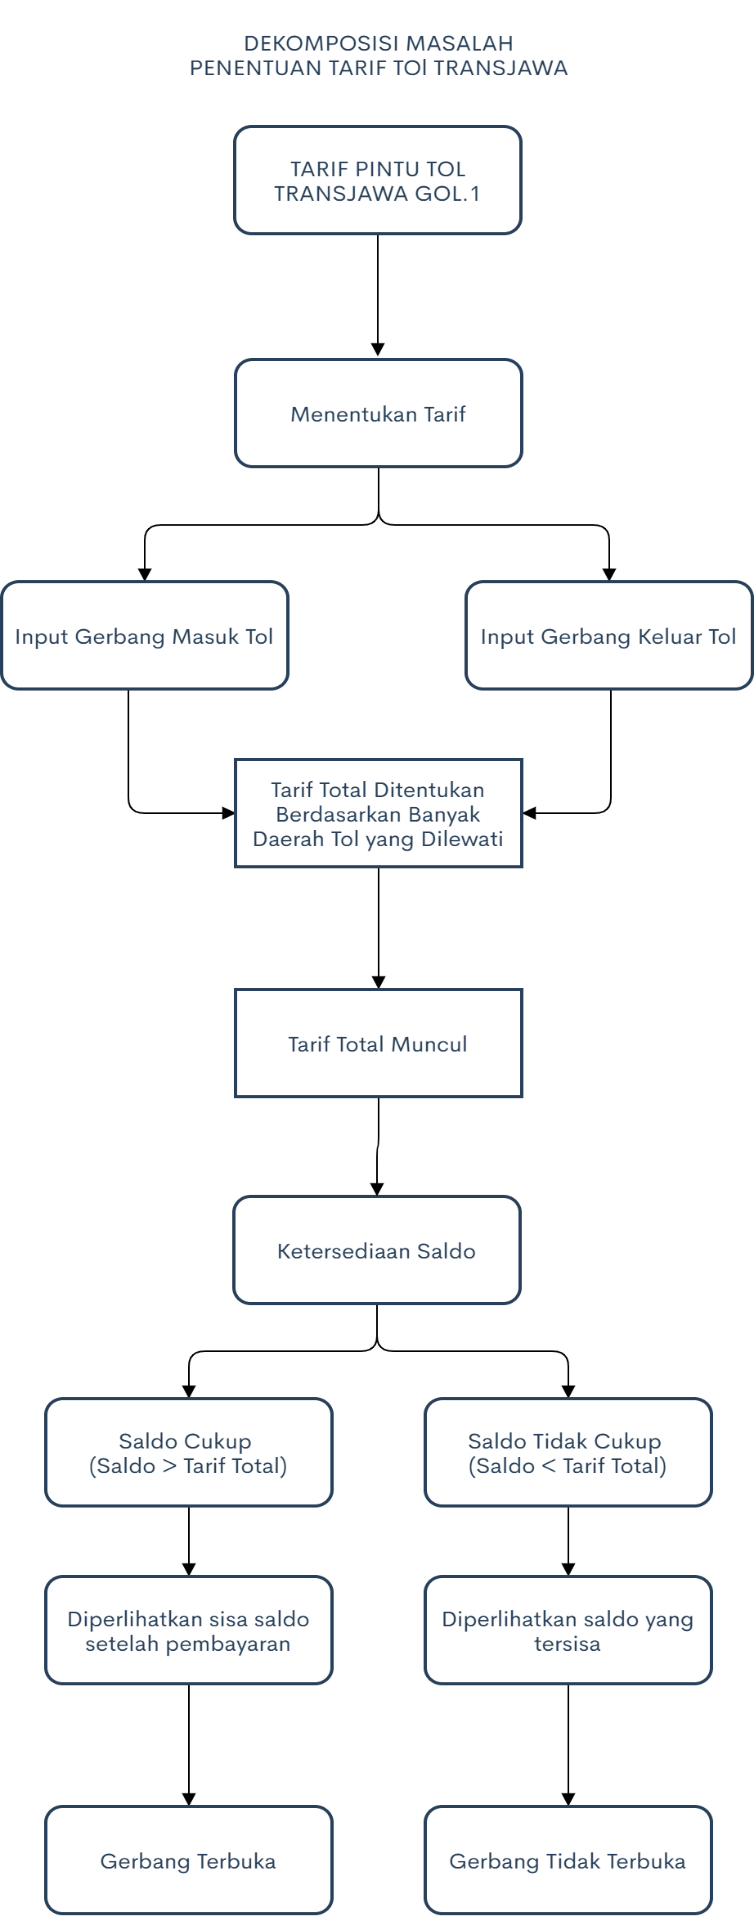 DEKOMPOSISI MASALAH
PENENTUAN TARIF TOl TRANSJAWA
TARIF PINTU TOL
TRANSJAWA GOL.1
Menentukan Tarif
Input Gerbang Masuk Tol
Input Gerbang Keluar Tol
Tarif Total Ditentukan
Berdasarkan Banyak
Daerah Tol yang Dilewati
Tarif Total Muncul
Ketersediaan Saldo
Saldo Cukup
(Saldo > Tarif Total)
Saldo Tidak Cukup
(Saldo < Tarif Total)
Diperlihatkan sisa saldo
setelah pembayaran
Diperlihatkan saldo yang
tersisa
Gerbang Terbuka
Gerbang Tidak Terbuka